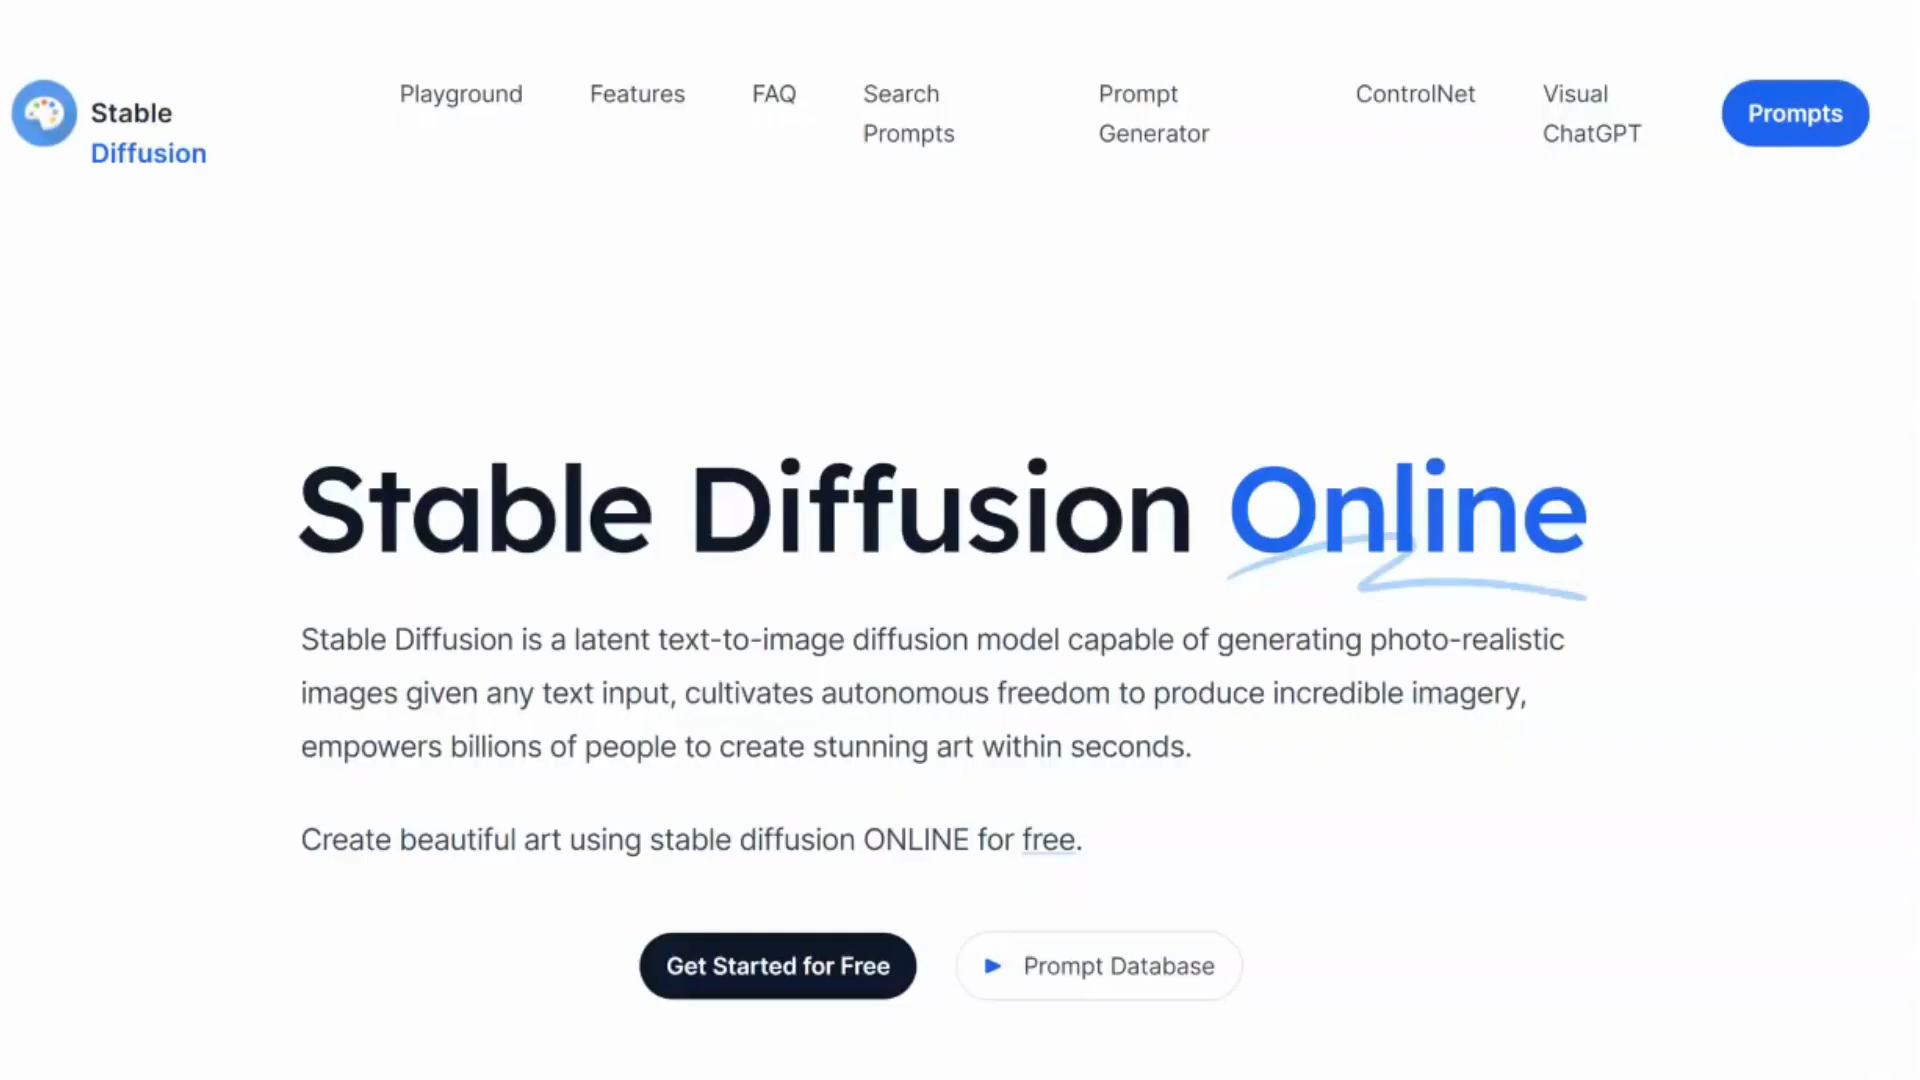 Stable
Diffusion
Playground
Features
FAQ
Search
Prompts
Prompt
Generator
ControlNet
Visual
ChatGPT
Prompts
Stable Diffusion Online
Stable Diffusion is a latent text-to-image diffusion model capable of generating photo-realistic
images given any text input, cultivates autonomous freedom to produce incredible imagery,
empowers billions of people to create stunning art within seconds.
Create beautiful art using stable diffusion ONLINE for free.
Get Started for Free
Prompt Database